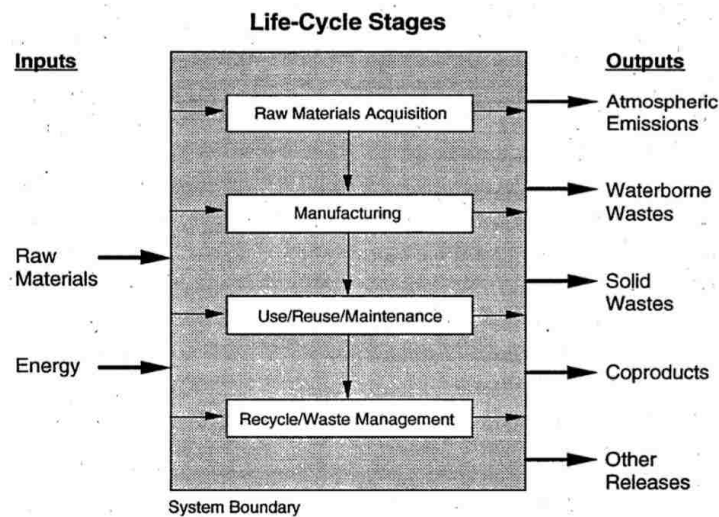 Life-Cycle Stages
Inputs
Outputs
Raw Materials Acquisition
Atmospheric
Emissions
Manufacturing
Waterborne
Wastes
Raw
Materials
Use/Reuse/Maintenance
Solid
Wastes
Energy
Coproducts
Recycle/Waste Management
Other
Releases
System Boundary